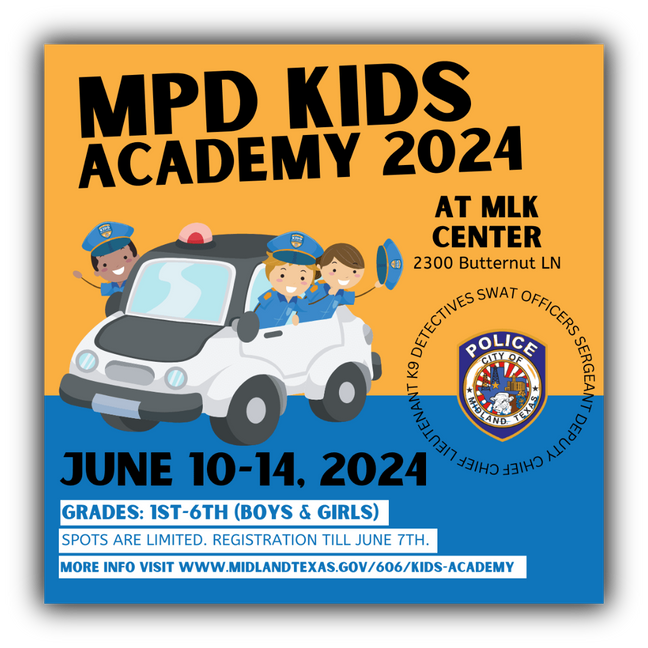 MPD KIDS
ACADEMY 2024
AT MLK
CENTER
2300 Butternut LN
K9 DETECTIVES SWAT OFFICERS SERGEANT DEPUTY CHIEF CHIEF LIEUTENANT
POLICE
CITY OF
MIDLAND, TEXAS
JUNE 10-14, 2024
GRADES: 1ST-6TH (BOYS & GIRLS)
SPOTS ARE LIMITED. REGISTRATION TILL JUNE 7TH.
MORE INFO VISIT WWW.MIDLANDTEXAS.GOV/606/KIDS-ACADEMY